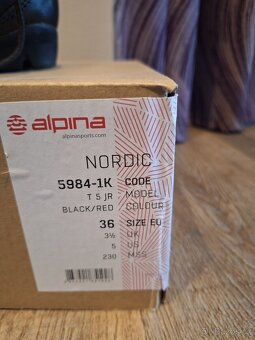 alpina
alpinasports.com
NORDIC
5984-1K CODE
T 5 JR MODEL
BLACK/RED COLOUR
36 SIZE EU
3½ UK
5 US
230 MSS